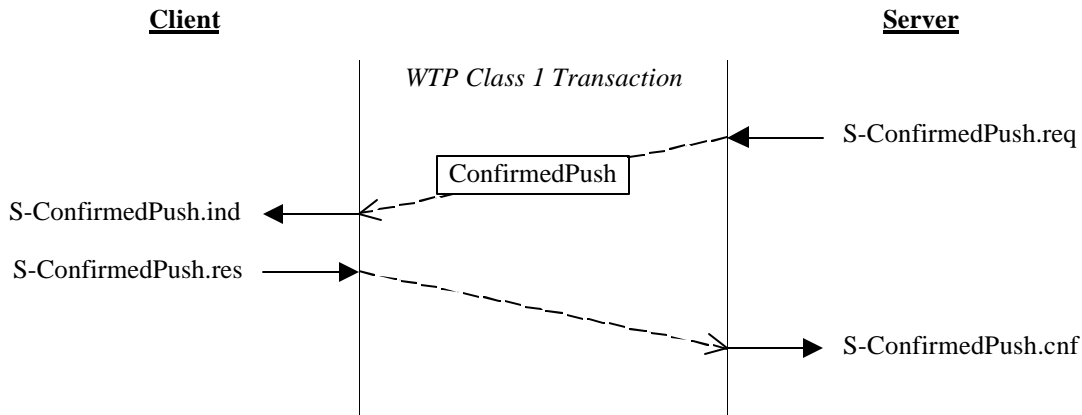 Client
Server
WTP Class 1 Transaction
S-ConfirmedPush.req
ConfirmedPush
S-ConfirmedPush.ind
S-ConfirmedPush.res
S-ConfirmedPush.cnf